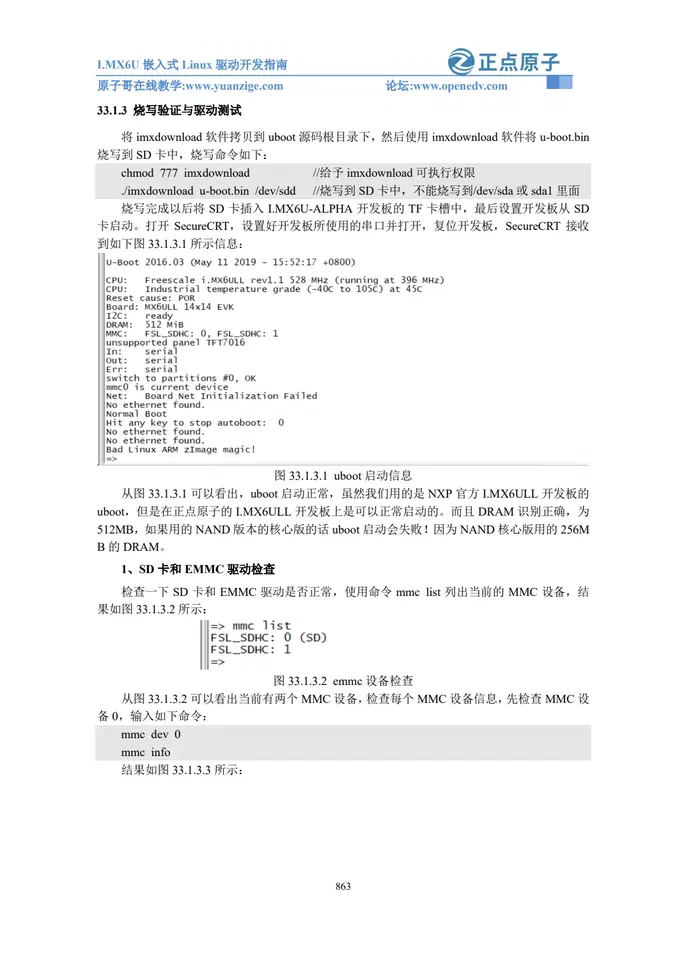 I.MX6U 嵌入式 Linux 驱动开发指南
正点原子
原子哥在线教学:www.yuanzige.com 论坛:www.openedv.com
33.1.3 烧写验证与驱动测试
将 imxdownload 软件拷贝到 uboot 源码根目录下，然后使用 imxdownload 软件将 u-boot.bin
烧写到 SD 卡中，烧写命令如下：
chmod 777 imxdownload //给予 imxdownload 可执行权限
./imxdownload u-boot.bin /dev/sdd //烧写到 SD 卡中，不能烧写到/dev/sda 或 sda1 里面
烧写完成以后将 SD 卡插入 I.MX6U-ALPHA 开发板的 TF 卡槽中，最后设置开发板从 SD
卡启动。打开 SecureCRT，设置好开发板所使用的串口并打开，复位开发板，SecureCRT 接收
到如下图 33.1.3.1 所示信息：
U-Boot 2016.03 (May 11 2019 - 15:52:17 +0800)
CPU: Freescale i.MX6ULL rev1.1 528 MHz (running at 396 MHz)
CPU: Industrial temperature grade (-40C to 105C) at 45C
Reset cause: POR
Board: MX6ULL 14x14 EVK
I2C: ready
DRAM: 512 MiB
MMC: FSL_SDHC: 0, FSL_SDHC: 1
unsupported panel TFT7016
In: serial
Out: serial
Err: serial
switch to partitions #0, OK
mmc0 is current device
Net: Board Net Initialization Failed
No ethernet found.
Normal Boot
Hit any key to stop autoboot: 0
No ethernet found.
No ethernet found.
Bad Linux ARM zImage magic!
=>
图 33.1.3.1 uboot 启动信息
从图 33.1.3.1 可以看出，uboot 启动正常，虽然我们用的是 NXP 官方 I.MX6ULL 开发板的
uboot，但是在正点原子的 I.MX6ULL 开发板上是可以正常启动的。而且 DRAM 识别正确，为
512MB，如果用的 NAND 版本的核心版的话 uboot 启动会失败！因为 NAND 核心版用的 256M
B 的 DRAM。
1、SD 卡和 EMMC 驱动检查
检查一下 SD 卡和 EMMC 驱动是否正常，使用命令 mmc list 列出当前的 MMC 设备，结
果如图 33.1.3.2 所示：
=> mmc list
FSL_SDHC: 0 (SD)
FSL_SDHC: 1
=>
图 33.1.3.2 emmc 设备检查
从图 33.1.3.2 可以看出当前有两个 MMC 设备，检查每个 MMC 设备信息，先检查 MMC 设
备 0，输入如下命令：
mmc dev 0
mmc info
结果如图 33.1.3.3 所示：
863